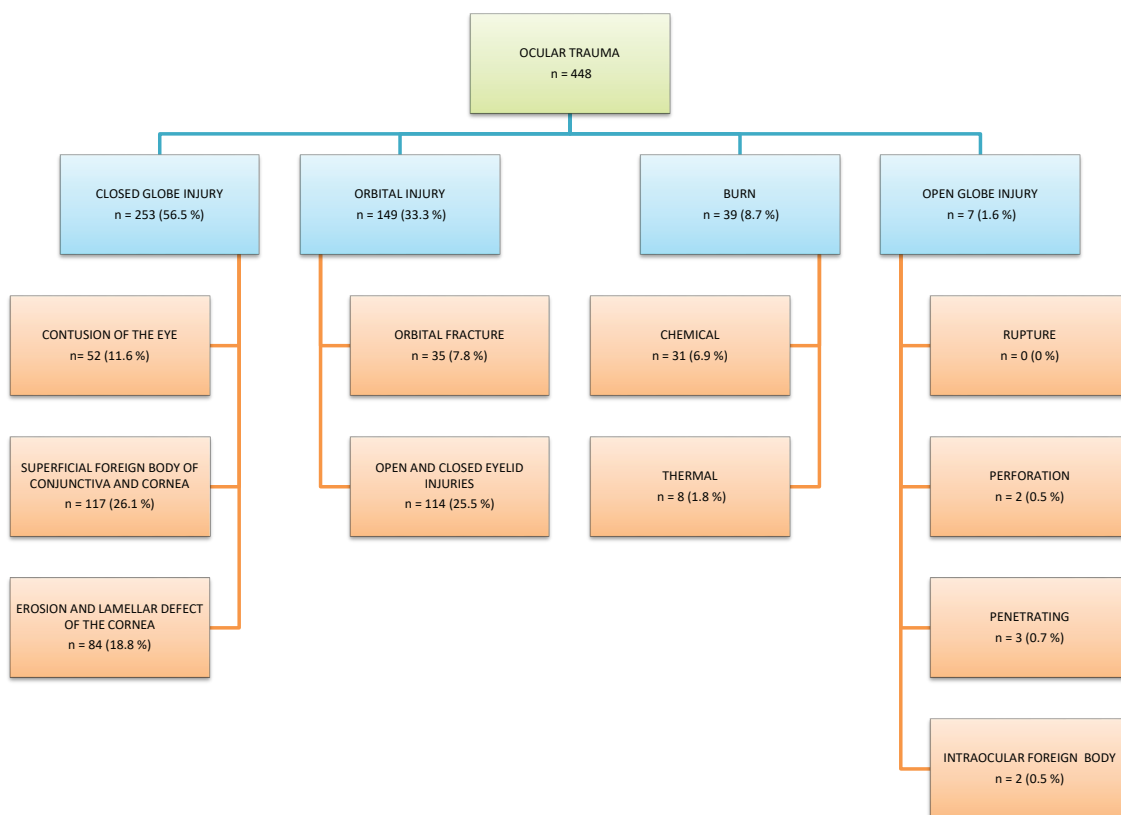 OCULAR TRAUMA
n = 448
CLOSED GLOBE INJURY
n = 253 (56.5 %)
ORBITAL INJURY
n = 149 (33.3 %)
BURN
n = 39 (8.7 %)
OPEN GLOBE INJURY
n = 7 (1.6 %)
CONTUSION OF THE EYE
n= 52 (11.6 %)
ORBITAL FRACTURE
n = 35 (7.8 %)
CHEMICAL
n = 31 (6.9 %)
RUPTURE
n = 0 (0 %)
SUPERFICIAL FOREIGN BODY OF
CONJUNCTIVA AND CORNEA
n = 117 (26.1 %)
OPEN AND CLOSED EYELID
INJURIES
n = 114 (25.5 %)
THERMAL
n = 8 (1.8 %)
PERFORATION
n = 2 (0.5 %)
EROSION AND LAMELLAR DEFECT
OF THE CORNEA
n = 84 (18.8 %)
PENETRATING
n = 3 (0.7 %)
INTRAOCULAR FOREIGN BODY
n = 2 (0.5 %)